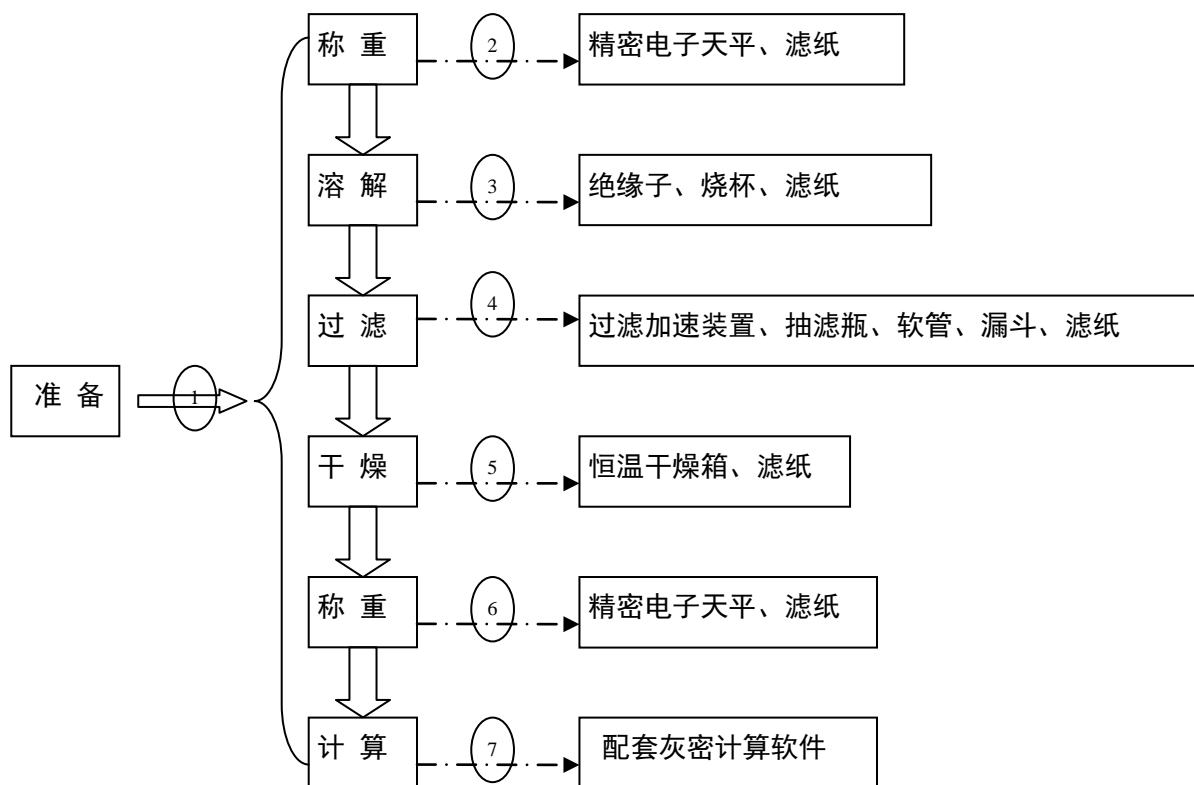 称 重
2
精密电子天平、滤纸
溶 解
3
绝缘子、烧杯、滤纸
过 滤
4
过滤加速装置、抽滤瓶、软管、漏斗、滤纸
准 备
1
干 燥
5
恒温干燥箱、滤纸
称 重
6
精密电子天平、滤纸
计 算
7
配套灰密计算软件